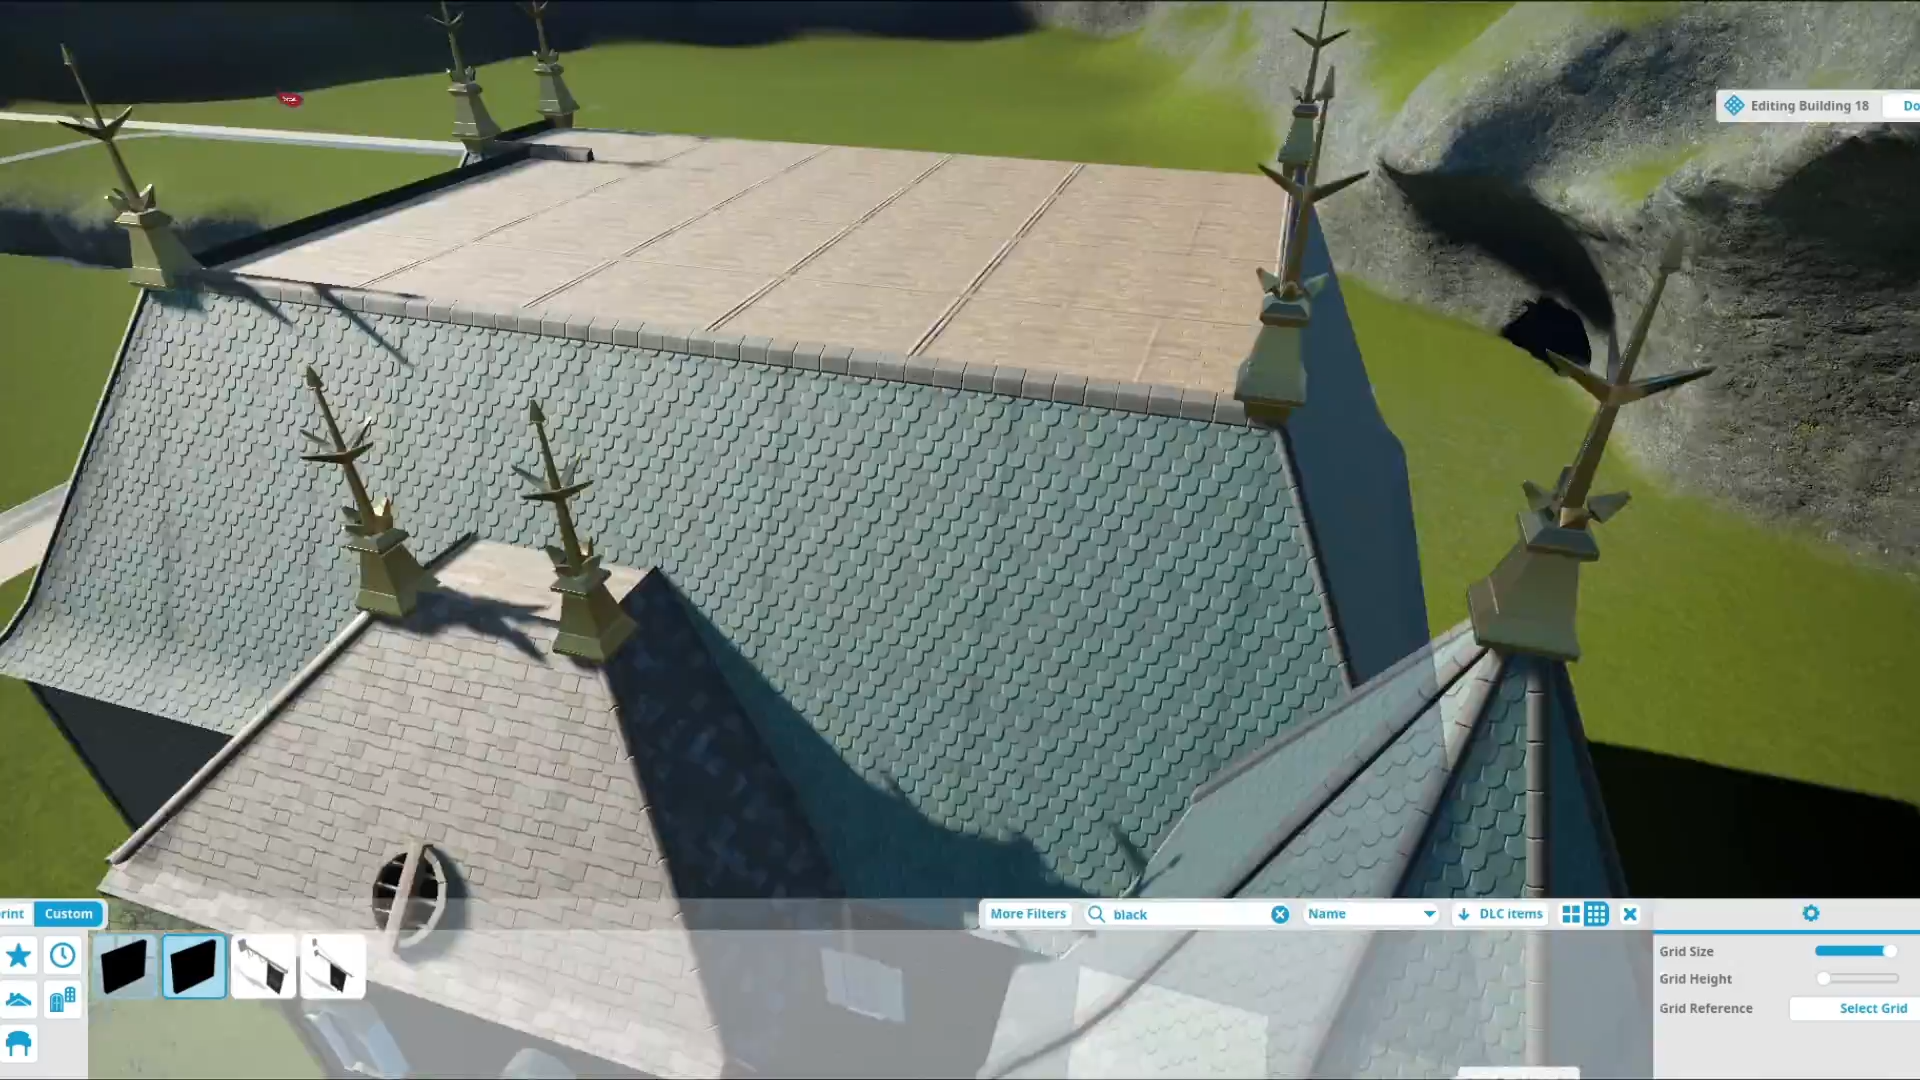 Editing Building 18
Do
rint
Custom
More Filters
black
Name
DLC items
Grid Size
Grid Height
Grid Reference
Select Grid